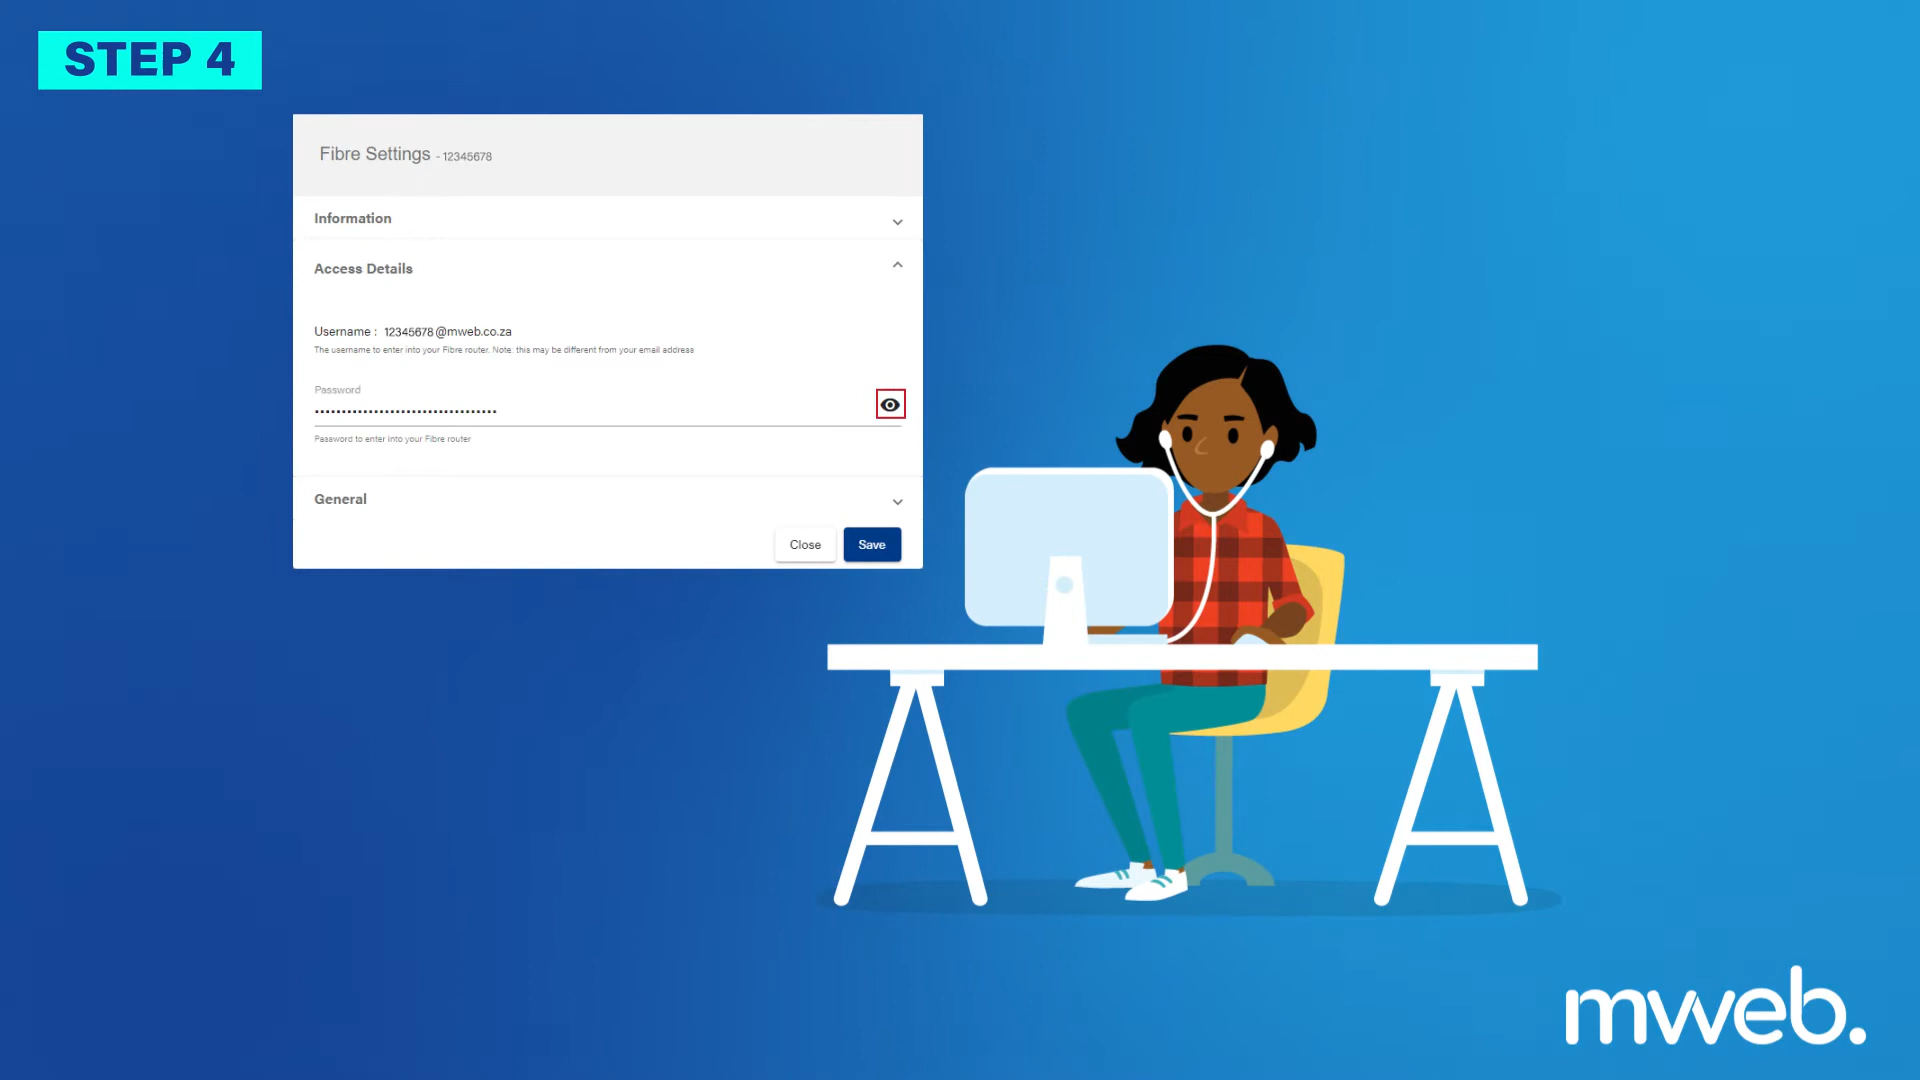 STEP 4
Fibre Settings - 12345678
Information
Access Details
Username : 12345678@mweb.co.za
The username to enter into your Fibre router. Note: this may be different from your email address
Password
Password to enter into your Fibre router
General
Close Save
mweb.